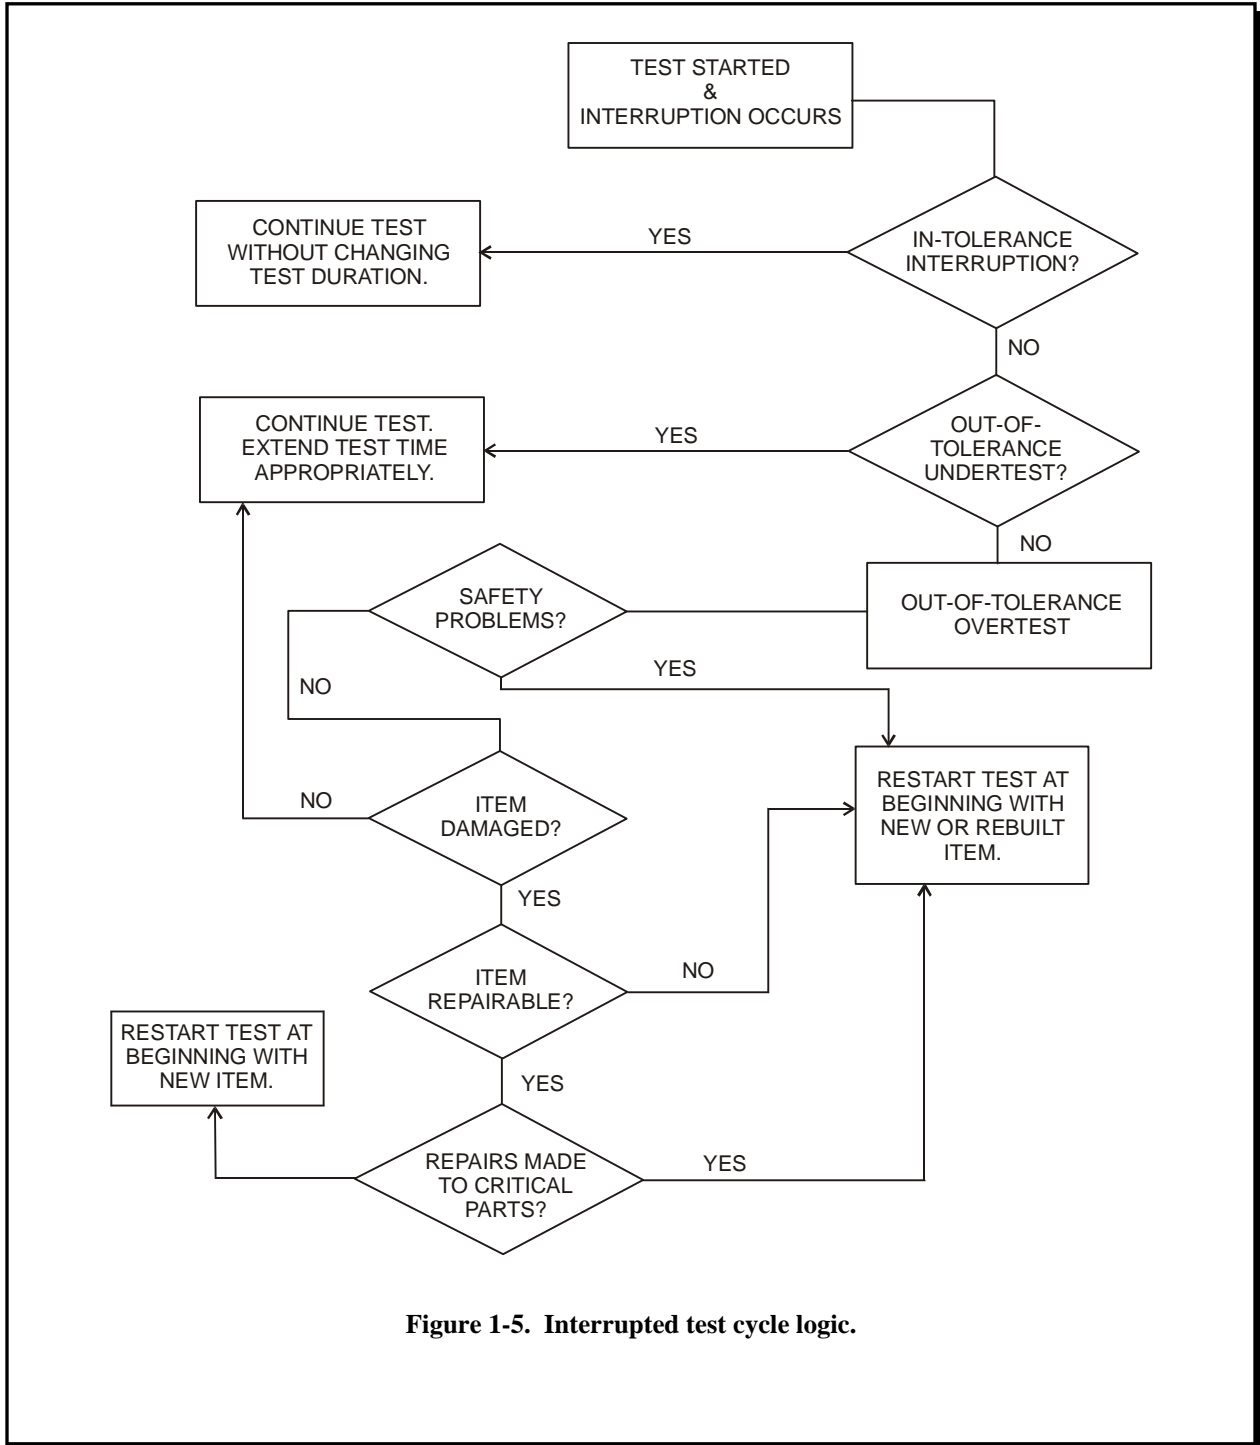 TEST STARTED
&
INTERRUPTION OCCURS
CONTINUE TEST
WITHOUT CHANGING
TEST DURATION.
YES
IN-TOLERANCE
INTERRUPTION?
NO
CONTINUE TEST.
EXTEND TEST TIME
APPROPRIATELY.
YES
OUT-OF-
TOLERANCE
UNDERTEST?
NO
SAFETY
PROBLEMS?
OUT-OF-TOLERANCE
OVERTEST
YES
NO
NO
ITEM
DAMAGED?
RESTART TEST AT
BEGINNING WITH
NEW OR REBUILT
ITEM.
YES
ITEM
REPAIRABLE?
NO
RESTART TEST AT
BEGINNING WITH
NEW ITEM.
YES
REPAIRS MADE
TO CRITICAL
PARTS?
YES
Figure 1-5. Interrupted test cycle logic.